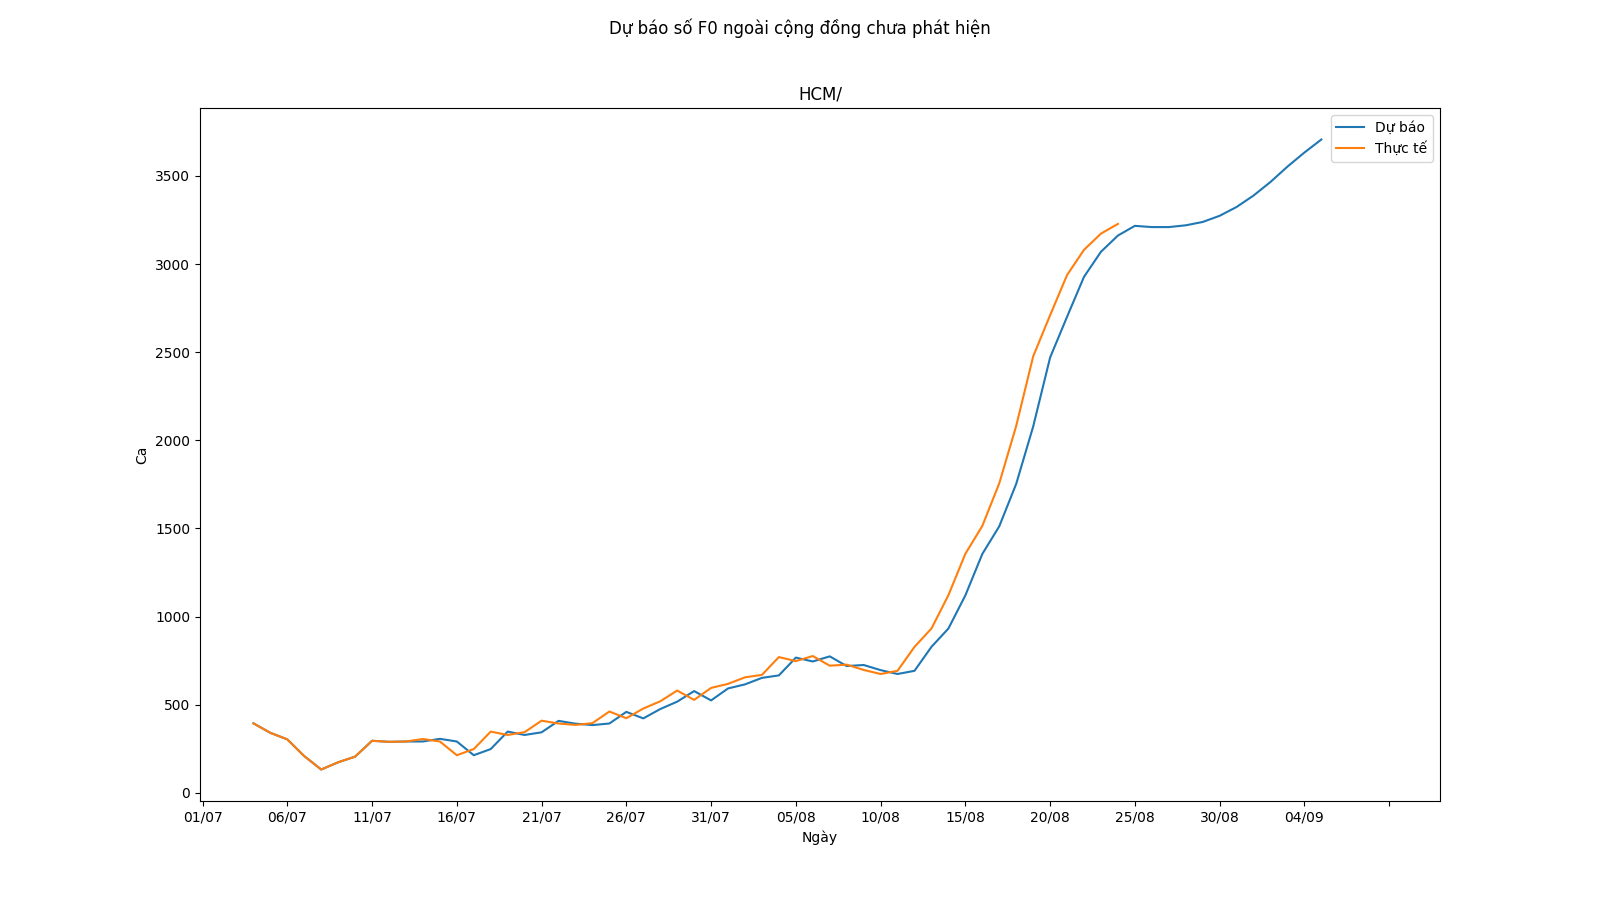 Dự báo số F0 ngoài cộng đồng chưa phát hiện
HCM/
Dự báo
Thực tế
3500
3000
2500
2000
1500
1000
500
0
Ca
01/07 06/07 11/07 16/07 21/07 26/07 31/07 05/08 10/08 15/08 20/08 25/08 30/08 04/09
Ngày